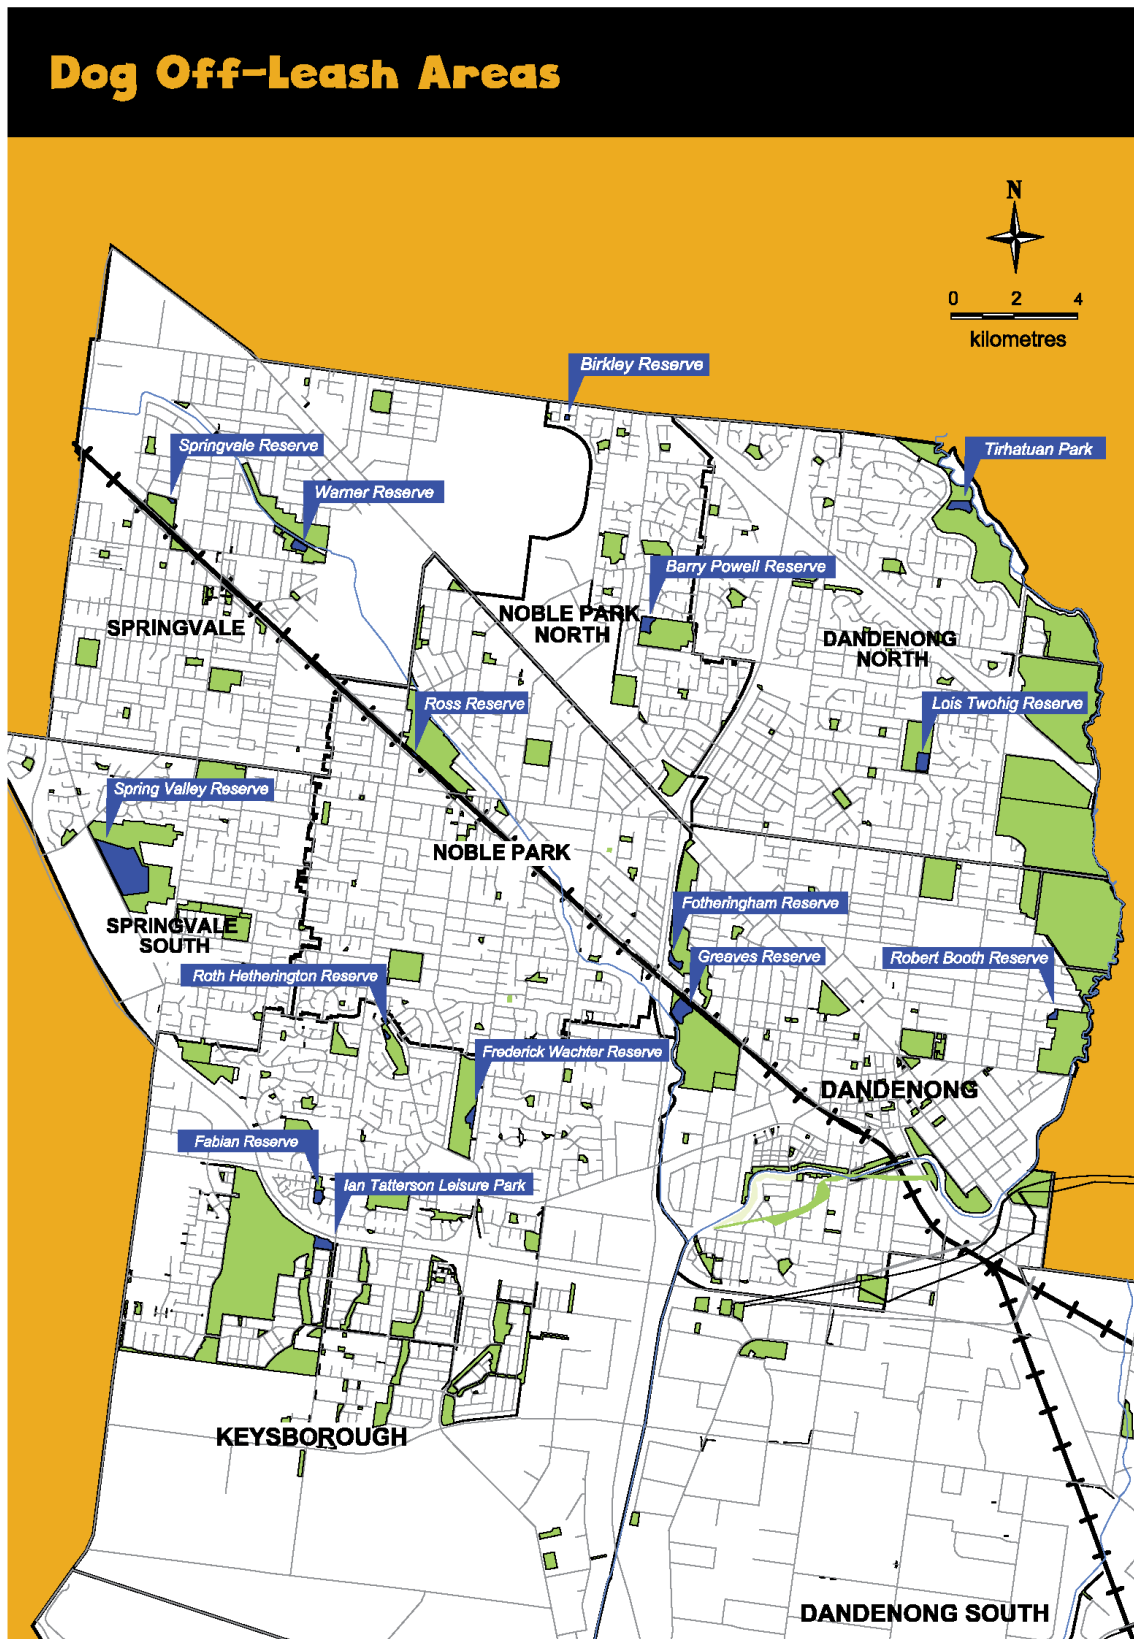 Dog Off-Leash Areas
N
0 2 4
kilometres
Birkley Reserve
Springvale Reserve
Tirhatuan Park
Warner Reserve
Barry Powell Reserve
NOBLE PARK
NORTH
SPRINGVALE
DANDENONG
NORTH
Ross Reserve
Lois Twohig Reserve
Spring Valley Reserve
NOBLE PARK
Fotheringham Reserve
SPRINGVALE
SOUTH
Greaves Reserve
Robert Booth Reserve
Roth Hetherington Reserve
Frederick Wachter Reserve
DANDENONG
Fabian Reserve
Ian Tatterson Leisure Park
KEYSBOROUGH
DANDENONG SOUTH